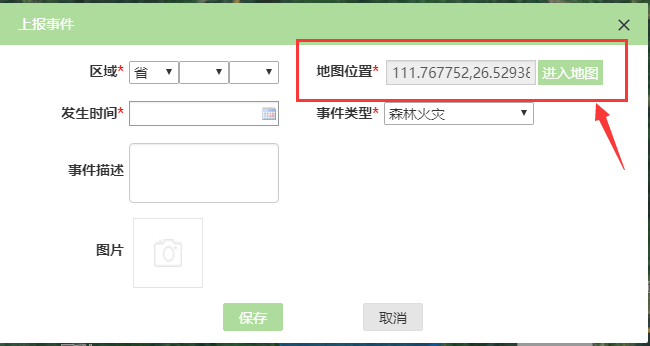 上报事件
区域* 省 地图位置* 111.767752,26.52938 进入地图
发生时间* 事件类型* 森林火灾
事件描述
图片
保存 取消